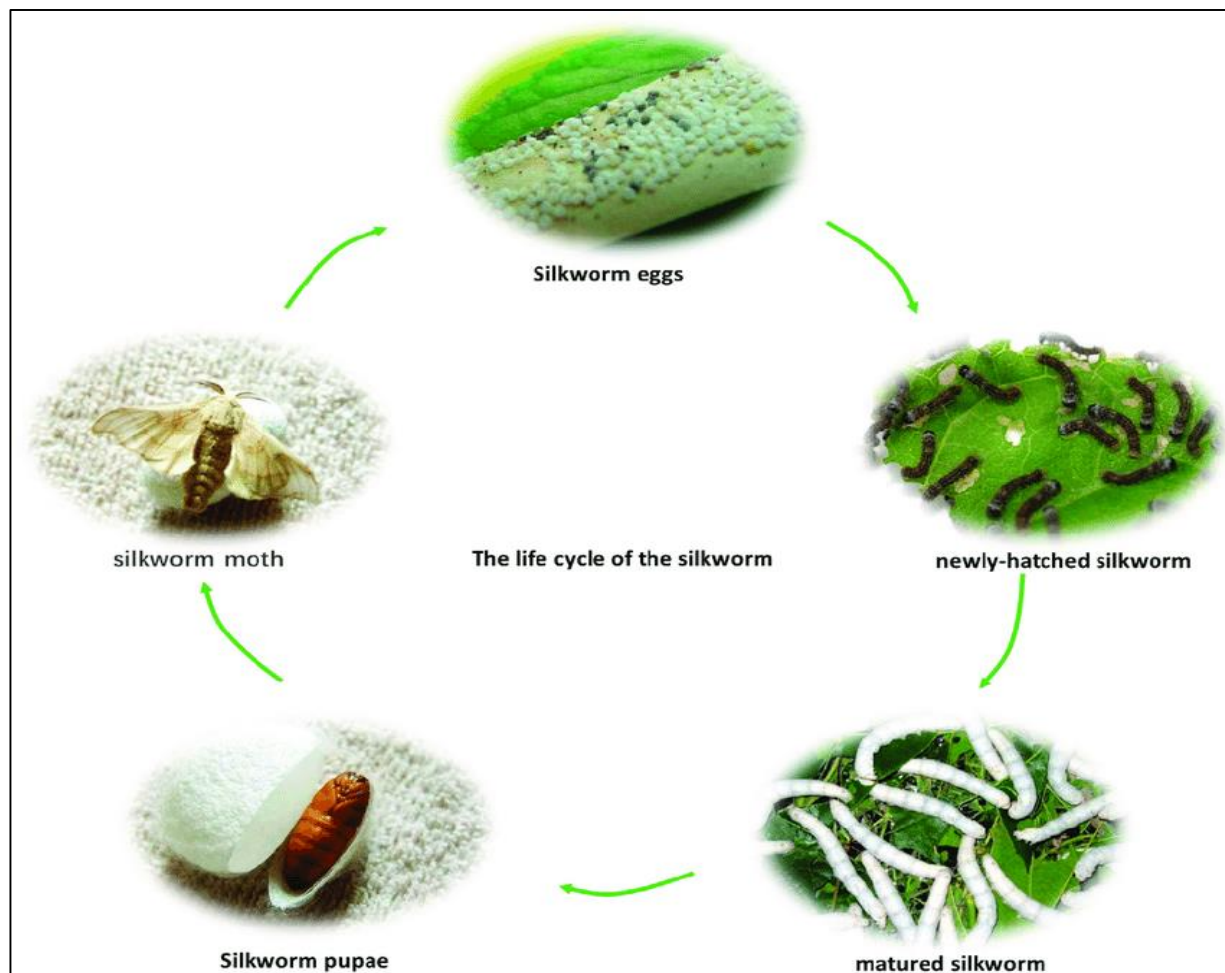 Silkworm eggs
silkworm moth
The life cycle of the silkworm
newly-hatched silkworm
Silkworm pupae
matured silkworm